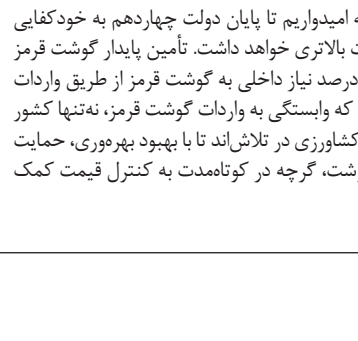 امیدواریم تا پایان دولت چهاردهم به خودکفایی
بالاتری خواهد داشت. تأمین پایدار گوشت قرمز
درصد نیاز داخلی به گوشت قرمز از طریق واردات
که وابستگی به واردات گوشت قرمز، نه‌تنها کشور
کشاورزی در تلاش‌اند تا با بهبود بهره‌وری، حمایت
گرچه در کوتاه‌مدت به کنترل قیمت کمک